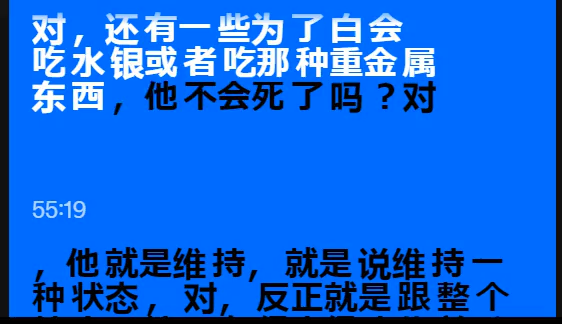 对，还有一些为了白会
吃水银或者吃那种重金属
东西，他不会死了吗？对
55:19
，他就是维持，就是说维持一
种状态，对，反正就是跟整个